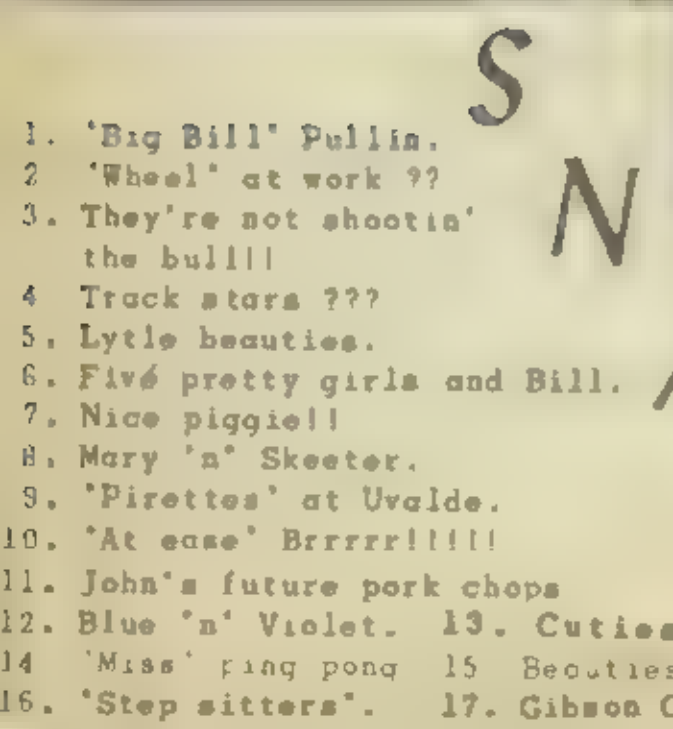 S
1. "Big Bill" Pullin.
2 "Wheel" at work ??
N
3. They're not shootin'
the bull!!
4 Track stars ???
5. Lytle beauties.
6. Five pretty girls and Bill.
7. Nice piggie!!
8. Mary 'n" Skeeter.
9. "Pirettes' at Uvalde.
10. "At ease' Brrrrr!!!!!
11. John's future pork chops
12. Blue "n' Violet. 13. Cuties
14 'Miss' ping pong 15 Beauties
16. "Step sitters". 17. Gibson